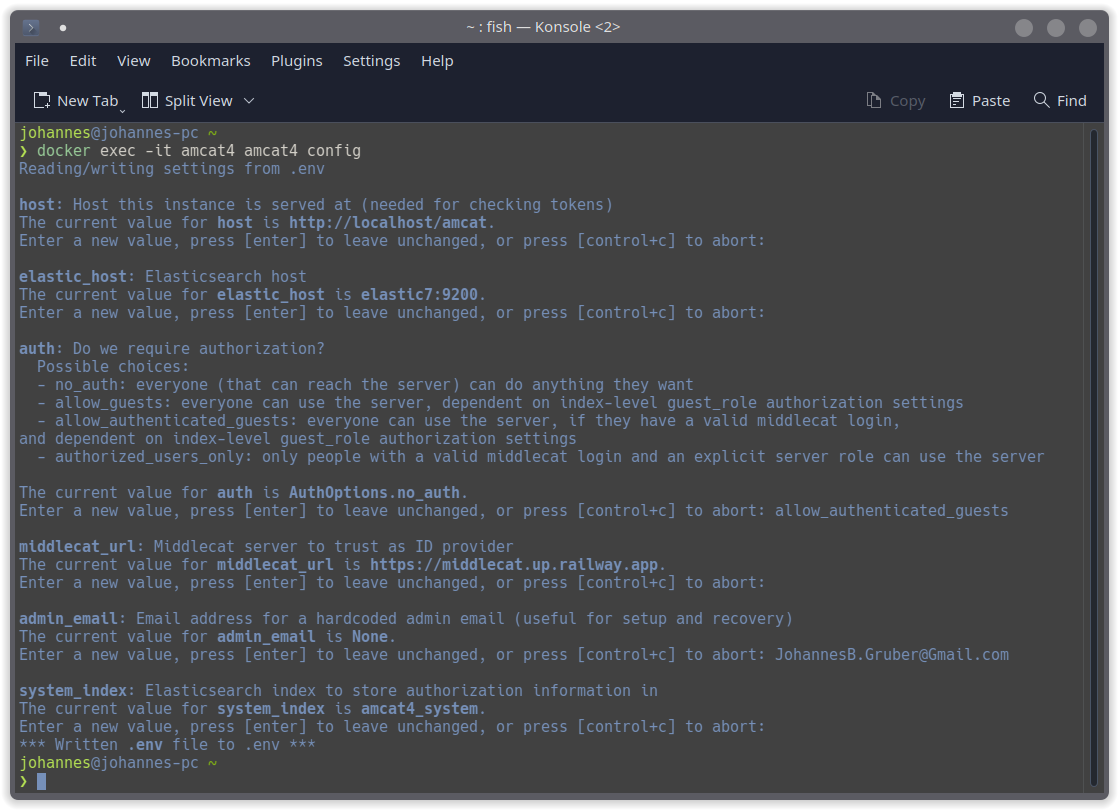 ~ : fish — Konsole <2>
File Edit View Bookmarks Plugins Settings Help
New Tab Split View Copy Paste Find
johannes@johannes-pc ~
❯ docker exec -it amcat4 amcat4 config
Reading/writing settings from .env
host: Host this instance is served at (needed for checking tokens)
The current value for host is http://localhost/amcat.
Enter a new value, press [enter] to leave unchanged, or press [control+c] to abort:
elastic_host: Elasticsearch host
The current value for elastic_host is elastic7:9200.
Enter a new value, press [enter] to leave unchanged, or press [control+c] to abort:
auth: Do we require authorization?
Possible choices:
- no_auth: everyone (that can reach the server) can do anything they want
- allow_guests: everyone can use the server, dependent on index-level guest_role authorization settings
- allow_authenticated_guests: everyone can use the server, if they have a valid middlecat login,
and dependent on index-level guest_role authorization settings
- authorized_users_only: only people with a valid middlecat login and an explicit server role can use the server
The current value for auth is AuthOptions.no_auth.
Enter a new value, press [enter] to leave unchanged, or press [control+c] to abort: allow_authenticated_guests
middlecat_url: Middlecat server to trust as ID provider
The current value for middlecat_url is https://middlecat.up.railway.app.
Enter a new value, press [enter] to leave unchanged, or press [control+c] to abort:
admin_email: Email address for a hardcoded admin email (useful for setup and recovery)
The current value for admin_email is None.
Enter a new value, press [enter] to leave unchanged, or press [control+c] to abort: JohannesB.Gruber@Gmail.com
system_index: Elasticsearch index to store authorization information in
The current value for system_index is amcat4_system.
Enter a new value, press [enter] to leave unchanged, or press [control+c] to abort:
*** Written .env file to .env ***
johannes@johannes-pc ~
❯